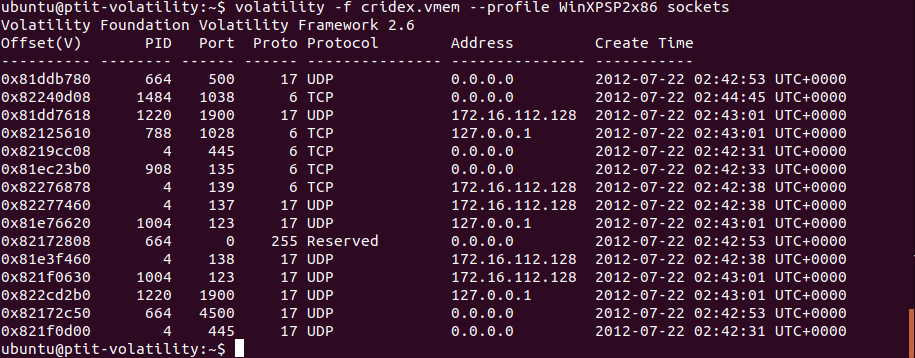 ubuntu@ptit-volatility:~$ volatility -f cridex.vmem --profile WinXPSP2x86 sockets
Volatility Foundation Volatility Framework 2.6
Offset(V)       PID   Port  Proto Protocol        Address         Create Time
---------- -------- ------ ------ --------------- --------------- -----------
0x81ddb780      664    500     17 UDP             0.0.0.0         2012-07-22 02:42:53 UTC+0000
0x82240d08     1484   1038      6 TCP             0.0.0.0         2012-07-22 02:44:45 UTC+0000
0x81dd7618     1220   1900     17 UDP             172.16.112.128  2012-07-22 02:43:01 UTC+0000
0x82125610      788   1028      6 TCP             127.0.0.1       2012-07-22 02:43:01 UTC+0000
0x8219cc08        4    445      6 TCP             0.0.0.0         2012-07-22 02:42:31 UTC+0000
0x81ec23b0      908    135      6 TCP             0.0.0.0         2012-07-22 02:42:33 UTC+0000
0x82276878        4    139      6 TCP             172.16.112.128  2012-07-22 02:42:38 UTC+0000
0x82277460        4    137     17 UDP             172.16.112.128  2012-07-22 02:42:38 UTC+0000
0x81e76620     1004    123     17 UDP             127.0.0.1       2012-07-22 02:43:01 UTC+0000
0x82172808      664      0    255 Reserved        0.0.0.0         2012-07-22 02:42:53 UTC+0000
0x81e3f460        4    138     17 UDP             172.16.112.128  2012-07-22 02:42:38 UTC+0000
0x821f0630     1004    123     17 UDP             172.16.112.128  2012-07-22 02:43:01 UTC+0000
0x822cd2b0     1220   1900     17 UDP             127.0.0.1       2012-07-22 02:43:01 UTC+0000
0x82172c50      664   4500     17 UDP             0.0.0.0         2012-07-22 02:42:53 UTC+0000
0x821f0d00        4    445     17 UDP             0.0.0.0         2012-07-22 02:42:31 UTC+0000
ubuntu@ptit-volatility:~$